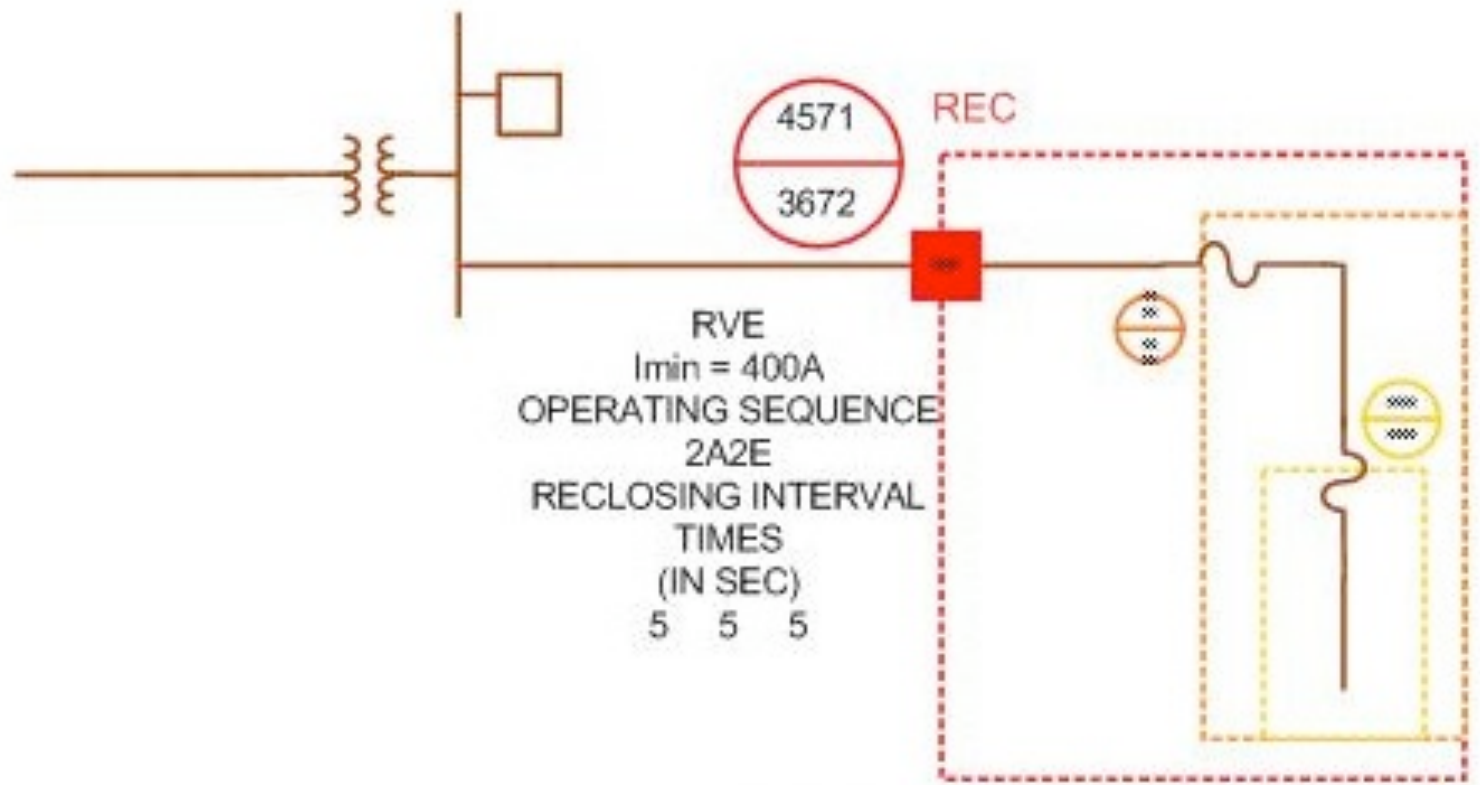 4571
3672
REC
RVE
Imin = 400A
OPERATING SEQUENCE
2A2E
RECLOSING INTERVAL
TIMES
(IN SEC)
5 5 5